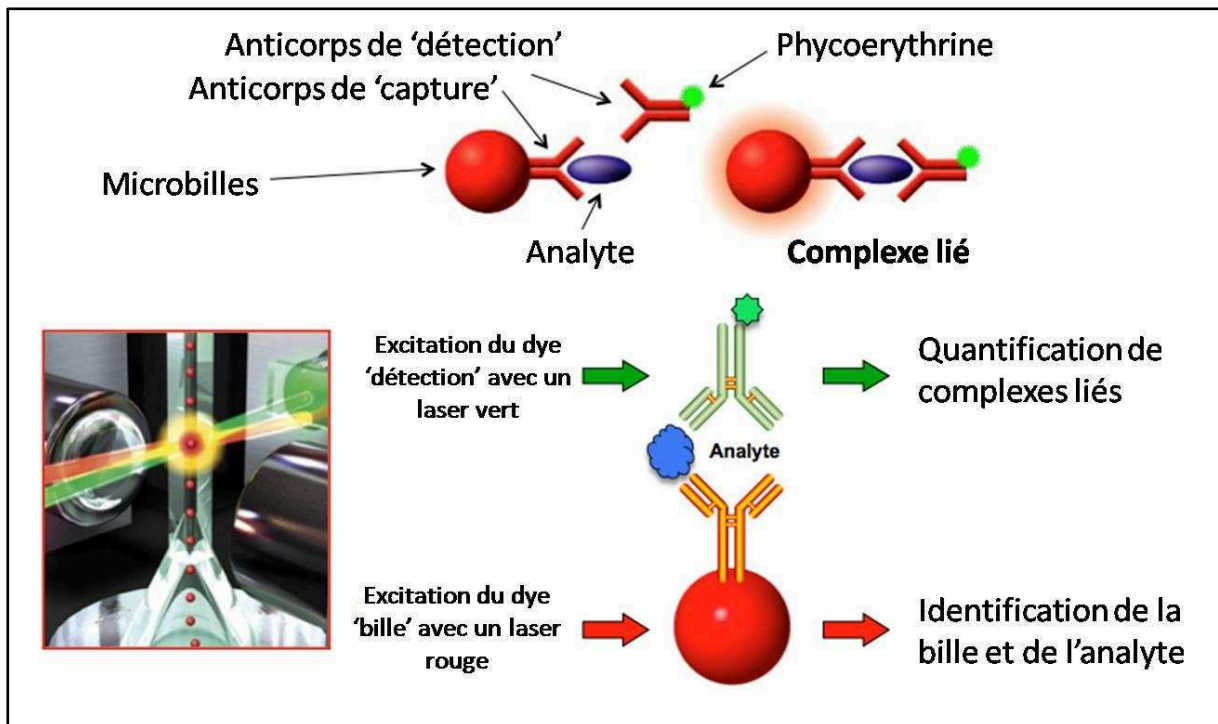 Anticorps de ‘détection’
Phycoerythrine
Anticorps de ‘capture’
Microbilles
Analyte
Complexe lié
Excitation du dye
‘détection’ avec un
laser vert
Quantification de
complexes liés
Analyte
Excitation du dye
‘bille’ avec un laser
rouge
Identification de la
bille et de l’analyte